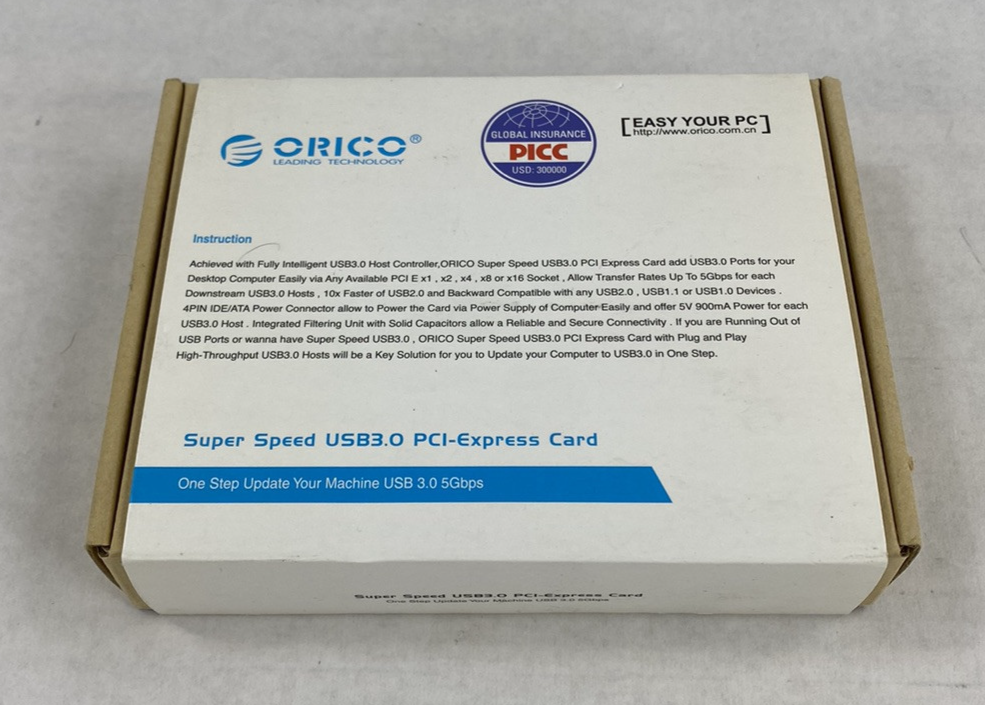 ORICO®
LEADING TECHNOLOGY
GLOBAL INSURANCE
PICC
USD: 300000
[EASY YOUR PC]
http://www.orico.com.cn
Instruction
Achieved with Fully Intelligent USB3.0 Host Controller,ORICO Super Speed USB3.0 PCI Express Card add USB3.0 Ports for your
Desktop Computer Easily via Any Available PCI E x1 , x2 , x4 , x8 or x16 Socket , Allow Transfer Rates Up To 5Gbps for each
Downstream USB3.0 Hosts , 10x Faster of USB2.0 and Backward Compatible with any USB2.0 , USB1.1 or USB1.0 Devices .
4PIN IDE/ATA Power Connector allow to Power the Card via Power Supply of Computer Easily and offer 5V 900mA Power for each
USB3.0 Host . Integrated Filtering Unit with Solid Capacitors allow a Reliable and Secure Connectivity . If you are Running Out of
USB Ports or wanna have Super Speed USB3.0 , ORICO Super Speed USB3.0 PCI Express Card with Plug and Play
High-Throughput USB3.0 Hosts will be a Key Solution for you to Update your Computer to USB3.0 in One Step.
Super Speed USB3.0 PCI-Express Card
One Step Update Your Machine USB 3.0 5Gbps
Super Speed USB3.0 PCI-Express Card
One Step Update Your Machine USB 3.0 5Gbps